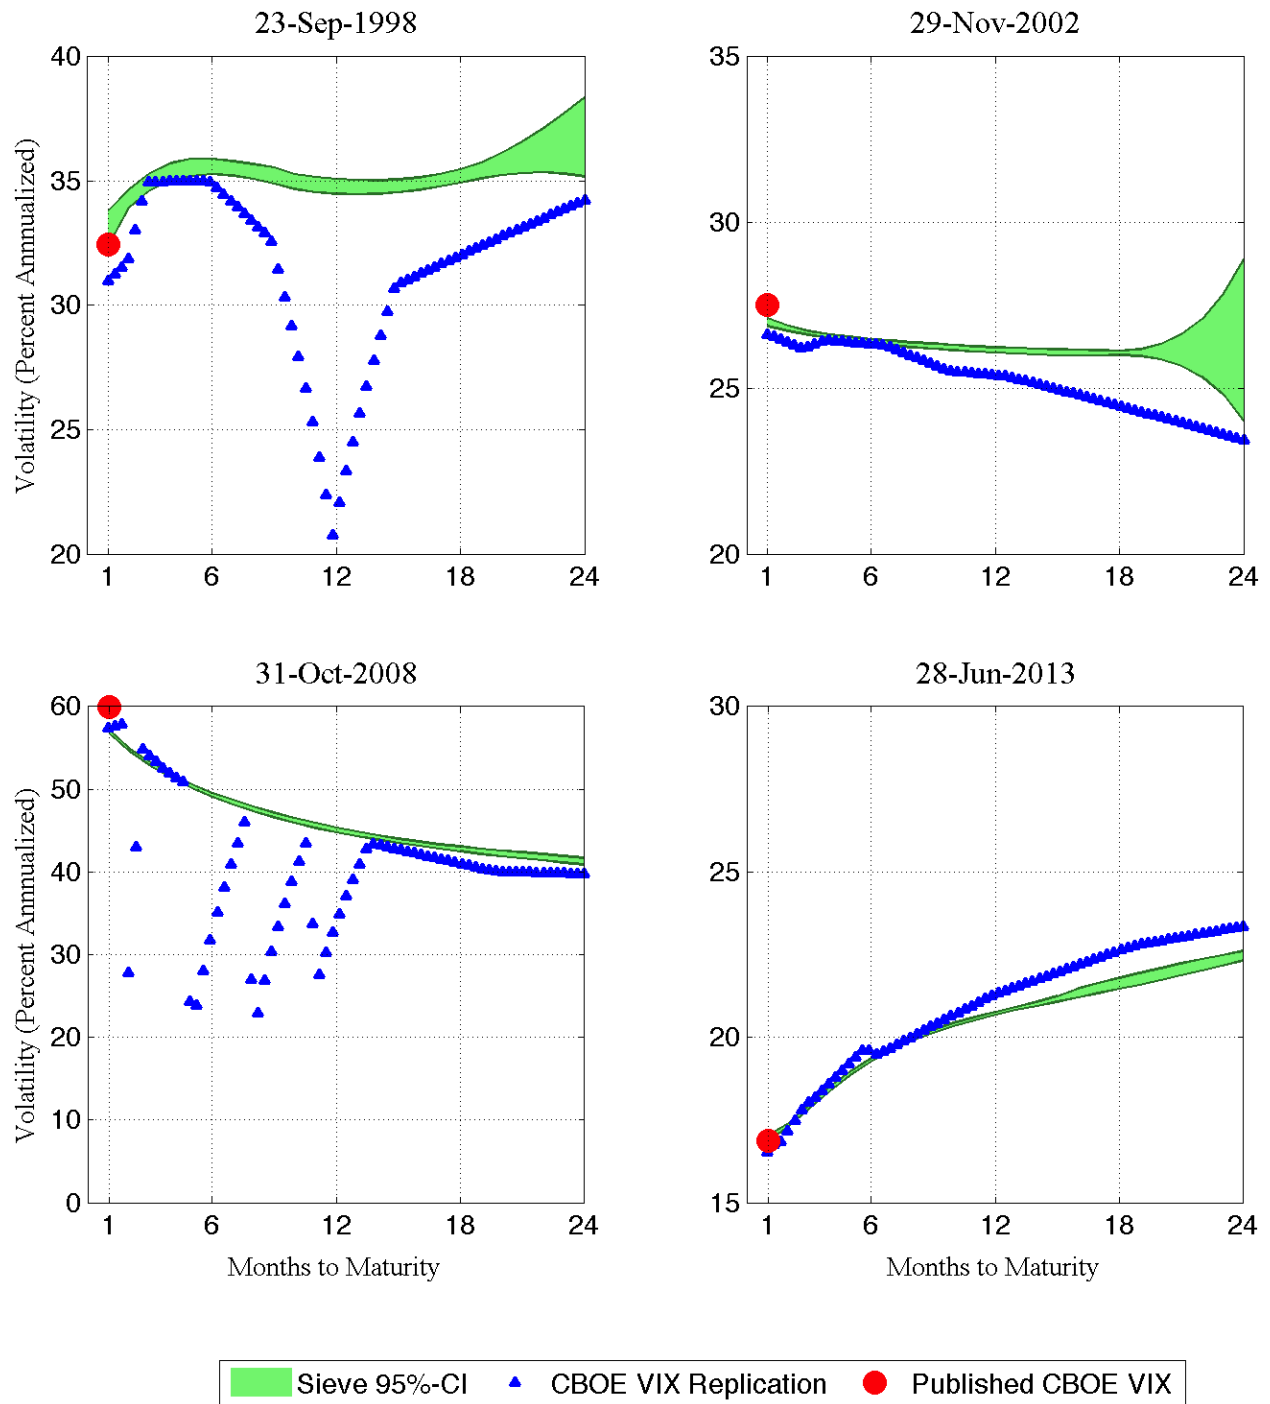 23-Sep-1998
40
35
30
25
20
1 6 12 18 24
Volatility (Percent Annualized)
29-Nov-2002
35
30
25
20
1 6 12 18 24
31-Oct-2008
60
50
40
30
20
10
0
1 6 12 18 24
Volatility (Percent Annualized)
Months to Maturity
28-Jun-2013
30
25
20
15
1 6 12 18 24
Months to Maturity
Sieve 95%-CI CBOE VIX Replication Published CBOE VIX